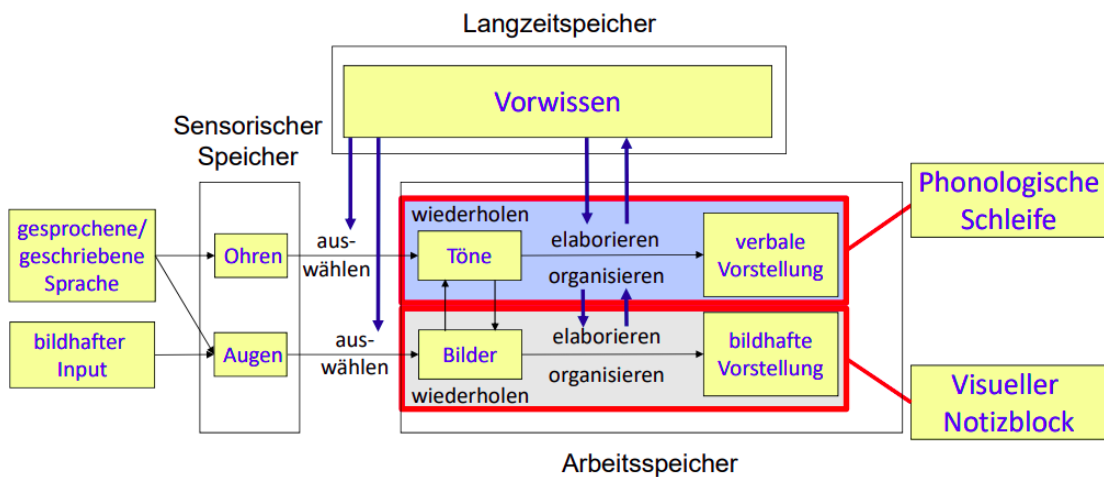 Langzeitspeicher
Vorwissen
Sensorischer
Speicher
gesprochene/
geschriebene
Sprache
bildhafter
Input
Ohren
Augen
aus-
wählen
aus-
wählen
wiederholen
Töne
elaborieren
organisieren
verbale
Vorstellung
Bilder
wiederholen
elaborieren
organisieren
bildhafte
Vorstellung
Phonologische
Schleife
Visueller
Notizblock
Arbeitsspeicher